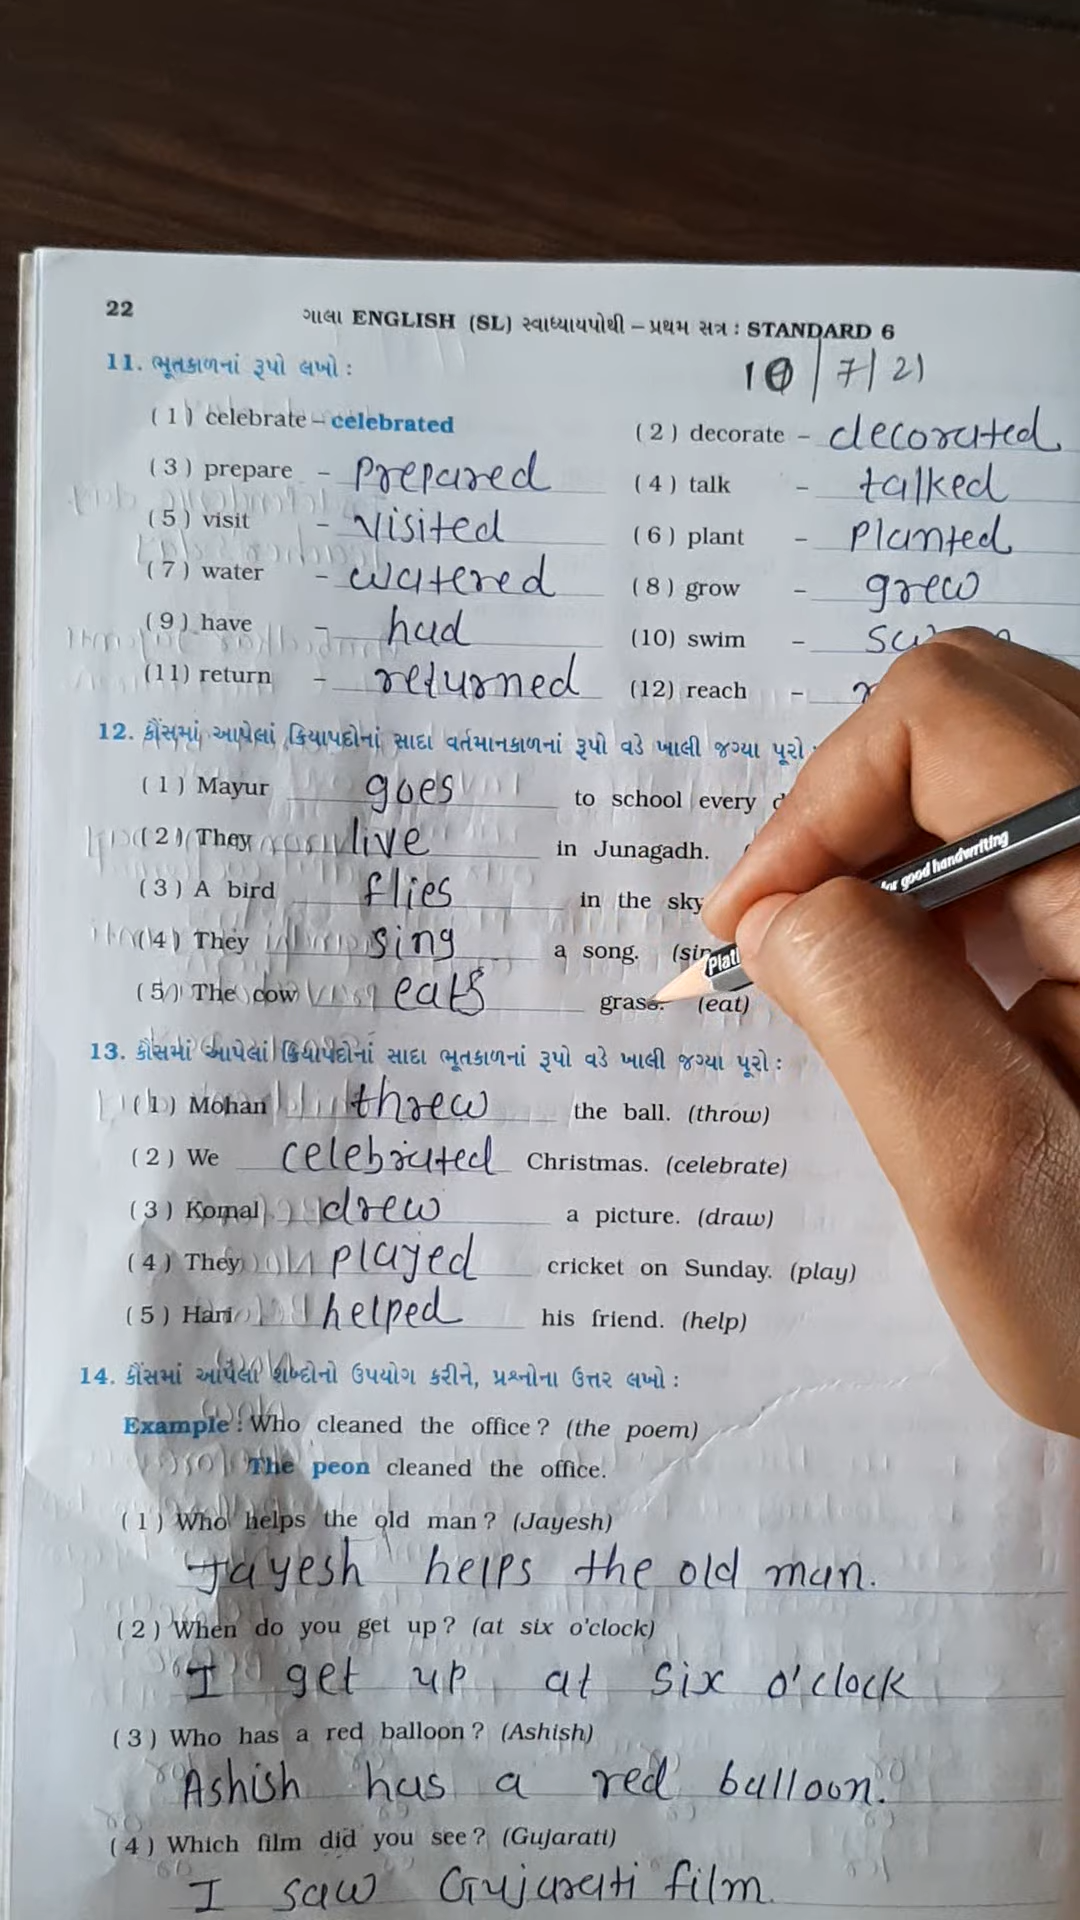 22 ગાલા ENGLISH (SL) સ્વાધ્યાયપોથી – પ્રથમ સત્ર : STANDARD 6
11. ભૂતકાળનાં રૂપો લખો : 10/7/21
(1) celebrate – celebrated (2) decorate – decorated
(3) prepare – Prepared (4) talk – talked
(5) visit – visited (6) plant – Planted
(7) water – watered (8) grow – grew
(9) have – had (10) swim –
(11) return – returned (12) reach –
12. કૌંસમાં આપેલાં ક્રિયાપદોનાં સાદા વર્તમાનકાળનાં રૂપો વડે ખાલી જગ્યા પૂરો :
(1) Mayur goes to school every
(2) They live in Junagadh.
(3) A bird flies in the sky
(4) They sing a song.
(5) The cow eats grass. (eat)
13. કૌંસમાં આપેલાં ક્રિયાપદોનાં સાદા ભૂતકાળનાં રૂપો વડે ખાલી જગ્યા પૂરો :
(1) Mohan threw the ball. (throw)
(2) We celebrated Christmas. (celebrate)
(3) Komal drew a picture. (draw)
(4) They played cricket on Sunday. (play)
(5) Hari helped his friend. (help)
14. કૌંસમાં આપેલા શબ્દોનો ઉપયોગ કરીને, પ્રશ્નોના ઉત્તર લખો :
Example : Who cleaned the office? (the poem)
The peon cleaned the office.
(1) Who helps the old man? (Jayesh)
Jayesh helps the old man.
(2) When do you get up? (at six o'clock)
I get up at six o'clock
(3) Who has a red balloon? (Ashish)
Ashish has a red balloon.
(4) Which film did you see? (Gujarati)
I saw Gujarati film.
for good handwriting